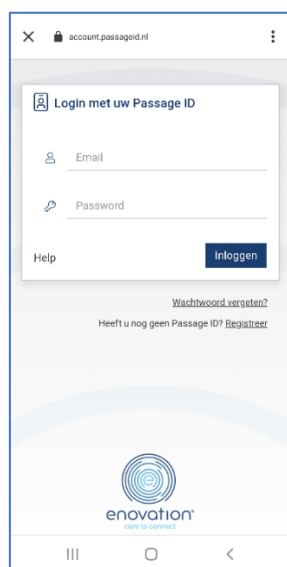 account.passageid.nl
Login met uw Passage ID
Email
Password
Help
Inloggen
Wachtwoord vergeten?
Heeft u nog geen Passage ID? Registreer
enovation
care to connect